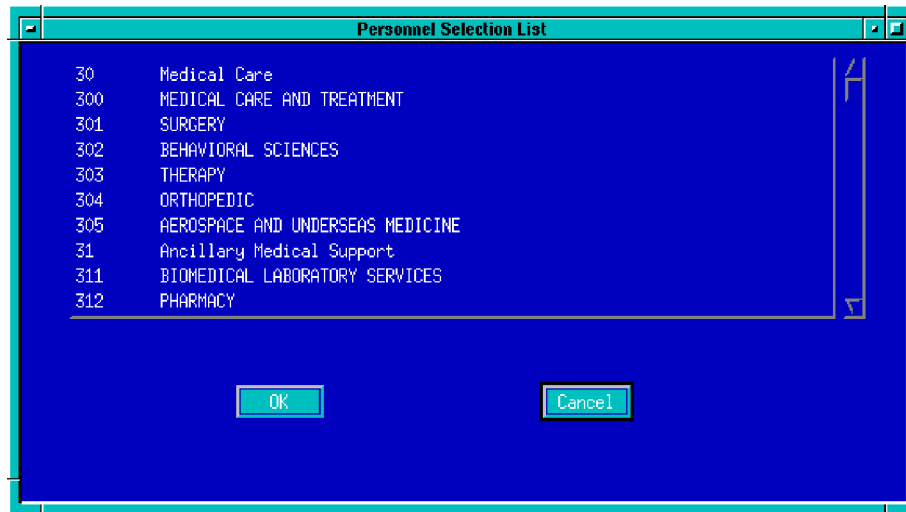 Personnel Selection List
30 Medical Care
300 MEDICAL CARE AND TREATMENT
301 SURGERY
302 BEHAVIORAL SCIENCES
303 THERAPY
304 ORTHOPEDIC
305 AEROSPACE AND UNDERSEAS MEDICINE
31 Ancillary Medical Support
311 BIOMEDICAL LABORATORY SERVICES
312 PHARMACY
OK Cancel